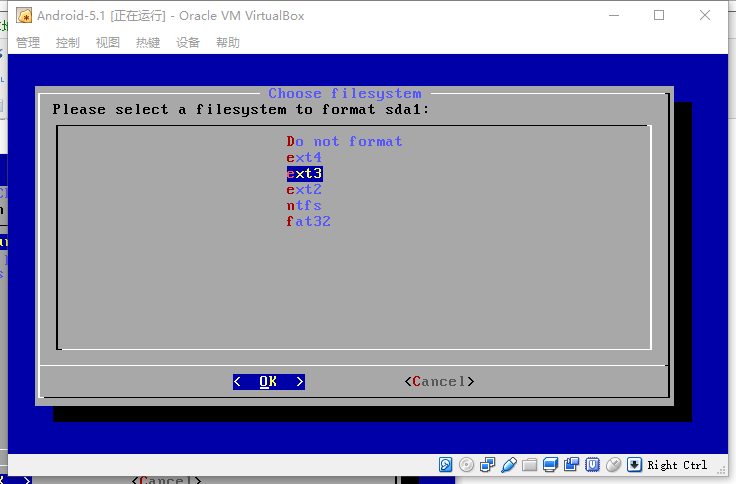 Android-5.1 [正在运行] - Oracle VM VirtualBox
管理 控制 视图 热键 设备 帮助
Choose filesystem
Please select a filesystem to format sda1:
Do not format
ext4
ext3
ext2
ntfs
fat32
< OK > <Cancel>
Right Ctrl
<Cancel>